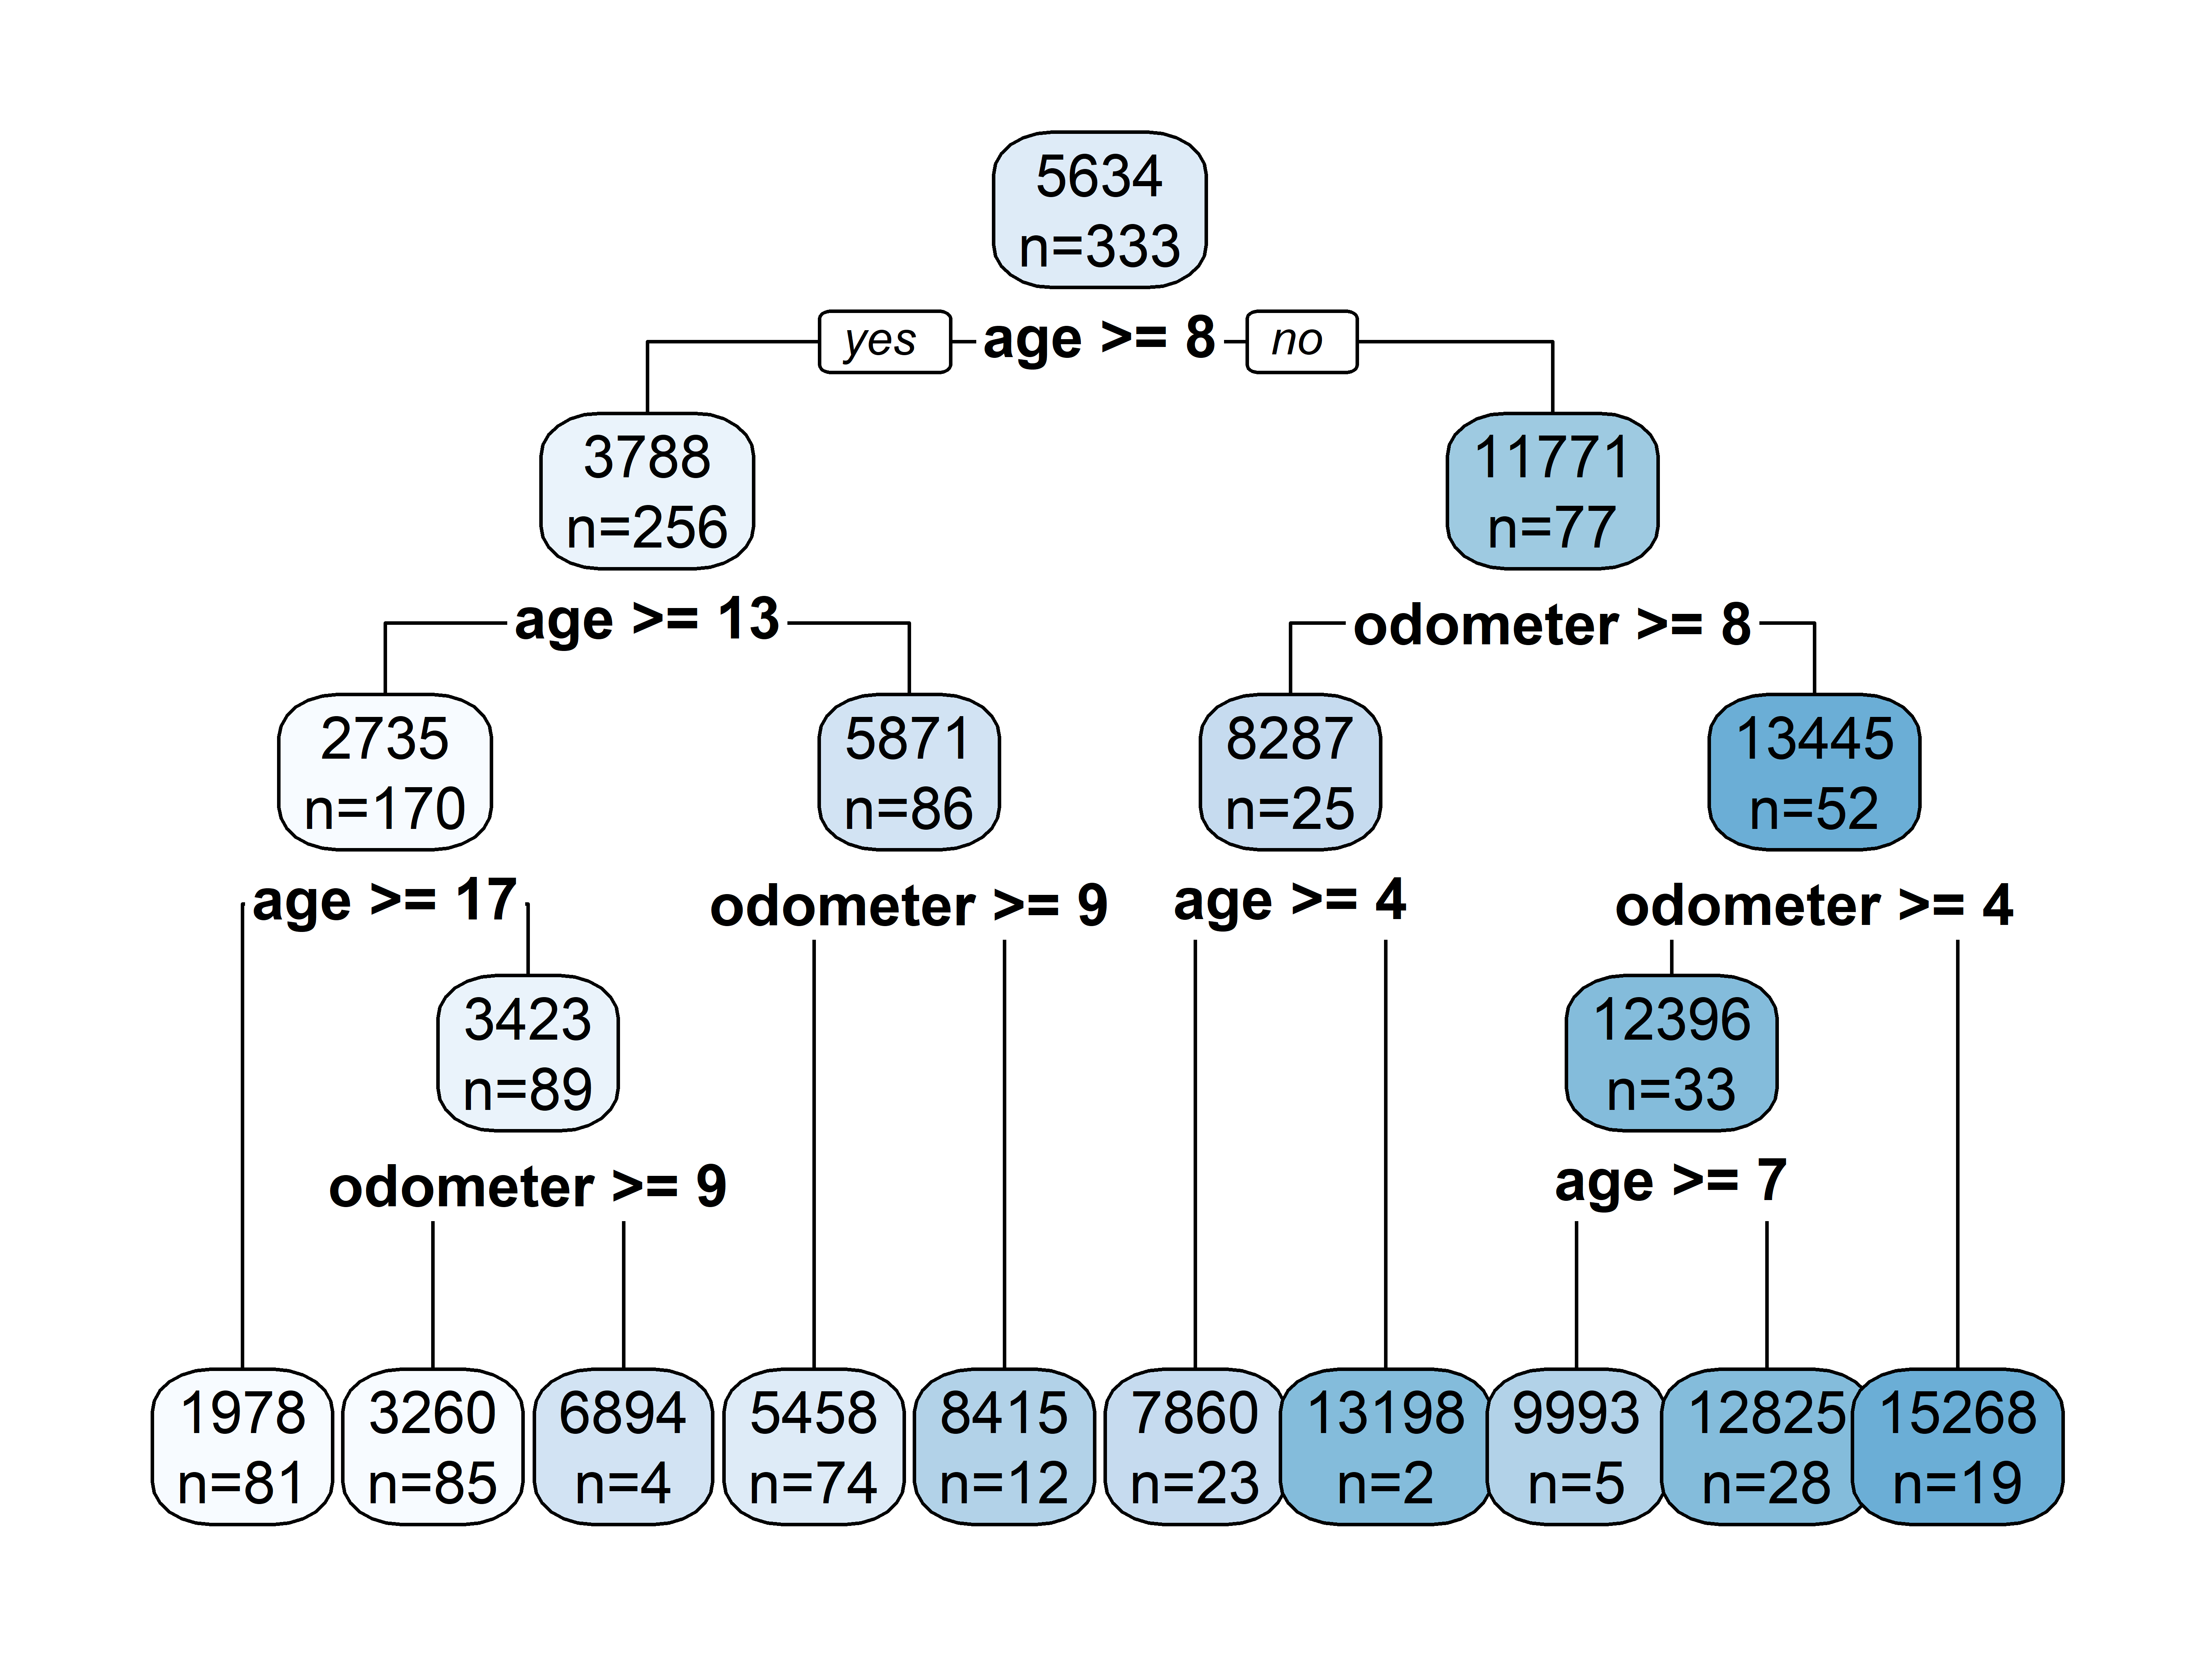 5634
n=333
yes
age >= 8
no
3788
n=256
11771
n=77
age >= 13
odometer >= 8
2735
n=170
5871
n=86
8287
n=25
13445
n=52
age >= 17
odometer >= 9
age >= 4
odometer >= 4
3423
n=89
12396
n=33
odometer >= 9
age >= 7
1978
n=81
3260
n=85
6894
n=4
5458
n=74
8415
n=12
7860
n=23
13198
n=2
9993
n=5
12825
n=28
15268
n=19